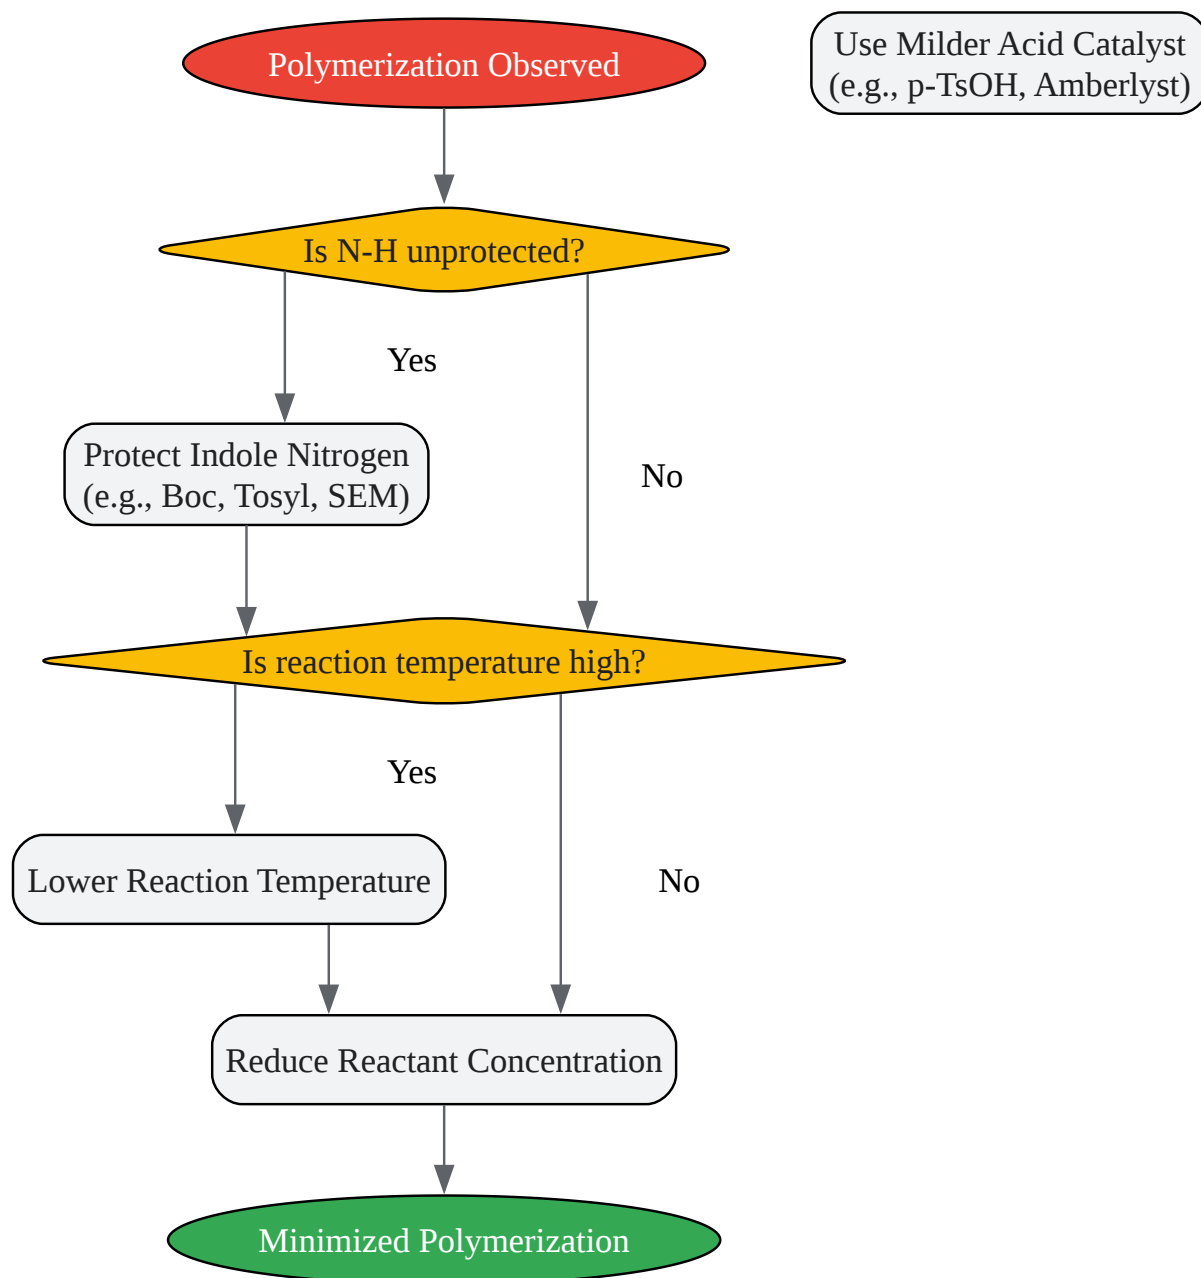 Polymerization Observed
Use Milder Acid Catalyst
(e.g., p-TsOH, Amberlyst)
Is N-H unprotected?
Yes
Protect Indole Nitrogen
(e.g., Boc, Tosyl, SEM)
No
Is reaction temperature high?
Yes
Lower Reaction Temperature
No
Reduce Reactant Concentration
Minimized Polymerization